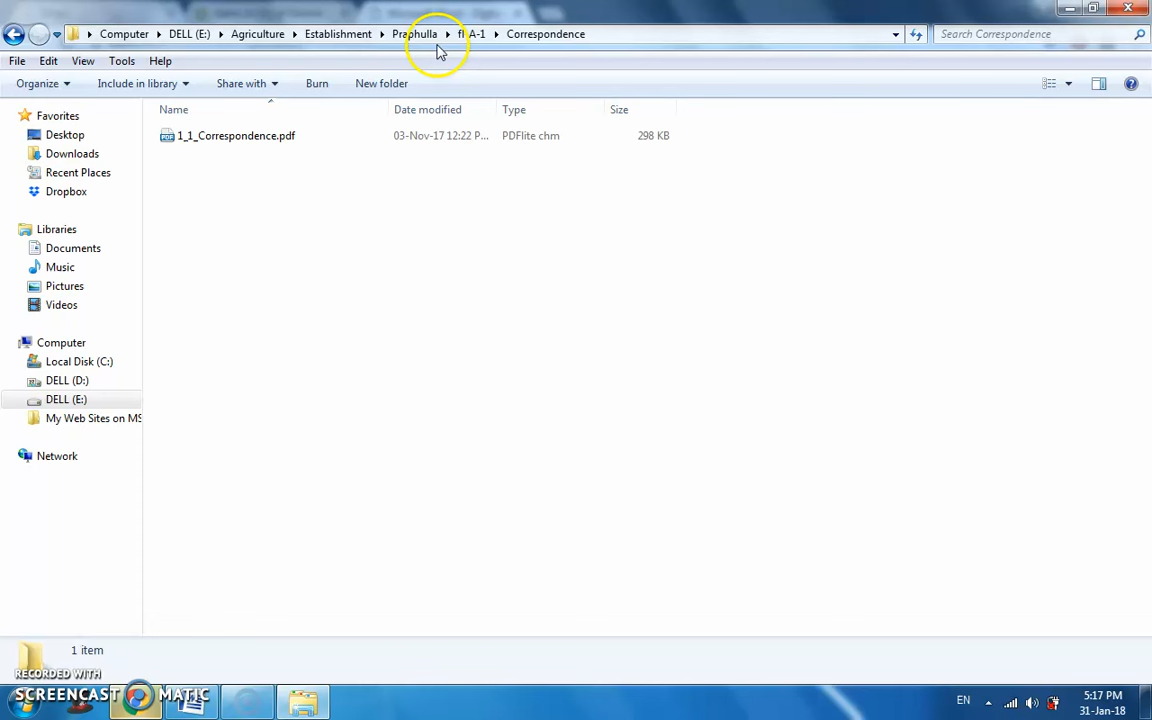 Computer DELL (E:) Agriculture Establishment Praphulla A-1 Correspondence Search Correspondence
File Edit View Tools Help
Organize Include in library Share with Burn New folder
Name Date modified Type Size
1_1_Correspondence.pdf 03-Nov-17 12:22 P... PDFlite chm 298 KB
Favorites
Desktop
Downloads
Recent Places
Dropbox
Libraries
Documents
Music
Pictures
Videos
Computer
Local Disk (C:)
DELL (D:)
DELL (E:)
My Web Sites on MS
Network
1 item
RECORDED WITH
SCREENCAST MATIC
EN
5:17 PM
31-Jan-18